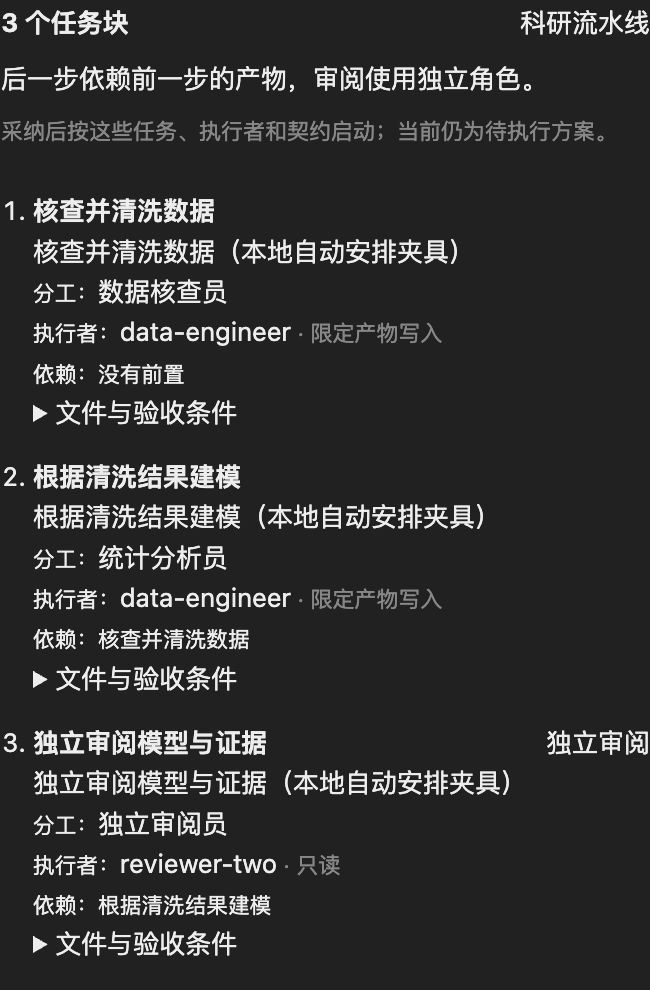 3 个任务块
科研流水线
后一步依赖前一步的产物，审阅使用独立角色。
采纳后按这些任务、执行者和契约启动；当前仍为待执行方案。
1. 核查并清洗数据
核查并清洗数据（本地自动安排夹具）
分工：数据核查员
执行者：data-engineer · 限定产物写入
依赖：没有前置
▶ 文件与验收条件
2. 根据清洗结果建模
根据清洗结果建模（本地自动安排夹具）
分工：统计分析员
执行者：data-engineer · 限定产物写入
依赖：核查并清洗数据
▶ 文件与验收条件
3. 独立审阅模型与证据
独立审阅
独立审阅模型与证据（本地自动安排夹具）
分工：独立审阅员
执行者：reviewer-two · 只读
依赖：根据清洗结果建模
▶ 文件与验收条件